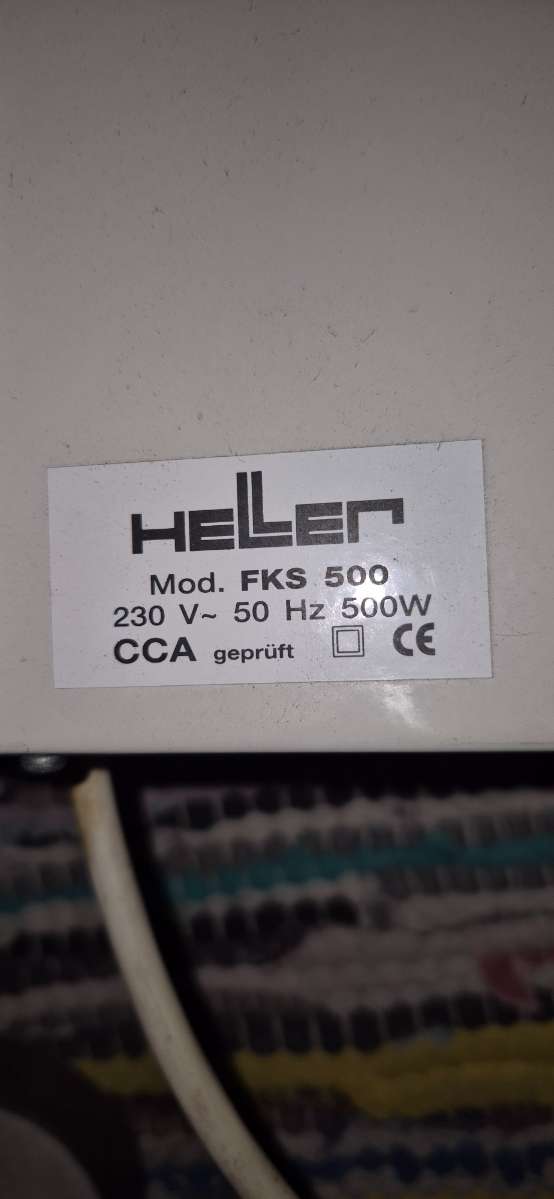 HELLER
Mod. FKS 500
230 V~ 50 Hz 500W
CCA geprüft CE